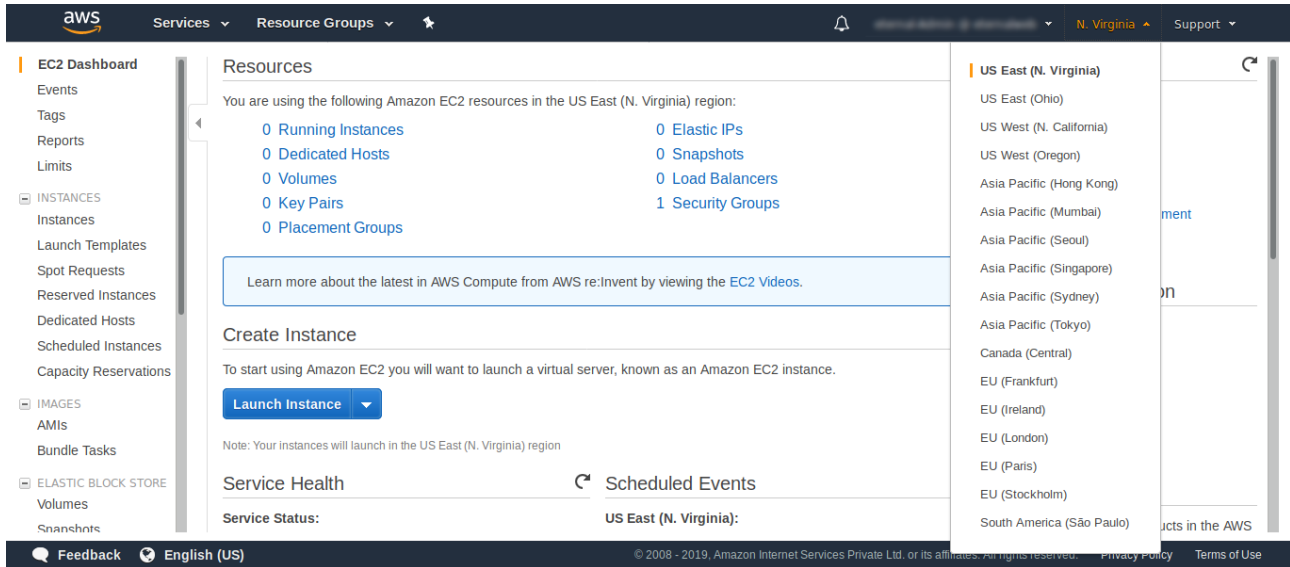 aws Services Resource Groups N. Virginia Support
EC2 Dashboard
Events
Tags
Reports
Limits
INSTANCES
Instances
Launch Templates
Spot Requests
Reserved Instances
Dedicated Hosts
Scheduled Instances
Capacity Reservations
IMAGES
AMIs
Bundle Tasks
ELASTIC BLOCK STORE
Volumes
Snapshots
Resources
You are using the following Amazon EC2 resources in the US East (N. Virginia) region:
0 Running Instances
0 Dedicated Hosts
0 Volumes
0 Key Pairs
0 Placement Groups
0 Elastic IPs
0 Snapshots
0 Load Balancers
1 Security Groups
Learn more about the latest in AWS Compute from AWS re:Invent by viewing the EC2 Videos.
Create Instance
To start using Amazon EC2 you will want to launch a virtual server, known as an Amazon EC2 instance.
Launch Instance
Note: Your instances will launch in the US East (N. Virginia) region
Service Health
Service Status:
Scheduled Events
US East (N. Virginia):
US East (N. Virginia)
US East (Ohio)
US West (N. California)
US West (Oregon)
Asia Pacific (Hong Kong)
Asia Pacific (Mumbai)
Asia Pacific (Seoul)
Asia Pacific (Singapore)
Asia Pacific (Sydney)
Asia Pacific (Tokyo)
Canada (Central)
EU (Frankfurt)
EU (Ireland)
EU (London)
EU (Paris)
EU (Stockholm)
South America (São Paulo)
ment
on
ucts in the AWS
Feedback English (US)
© 2008 - 2019, Amazon Internet Services Private Ltd. or its affiliates. All rights reserved. Privacy Policy Terms of Use